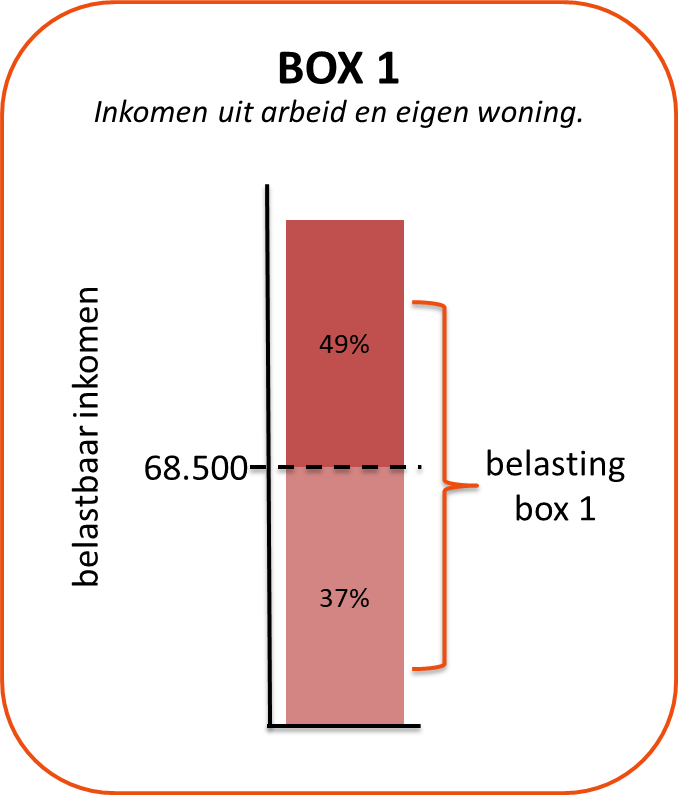 BOX 1
Inkomen uit arbeid en eigen woning.
belastbaar inkomen
49%
68.500
belasting
box 1
37%